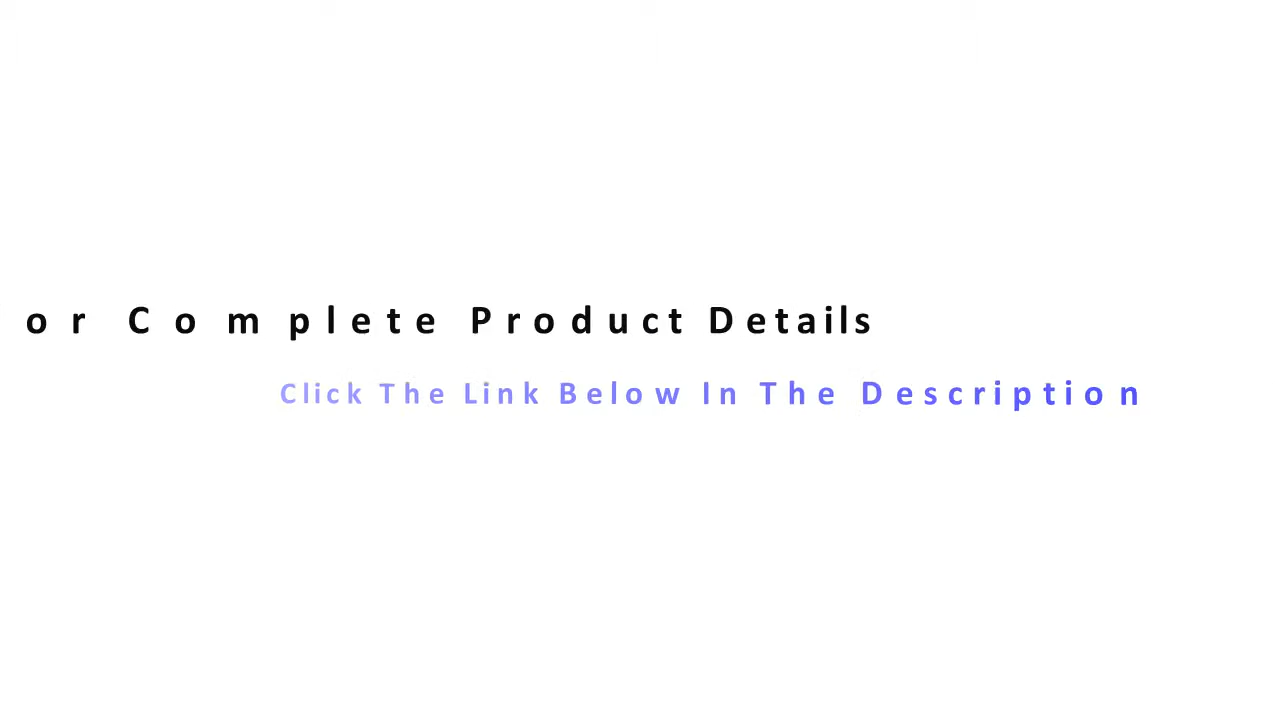 or Complete Product Details
Click The Link Below In The Description